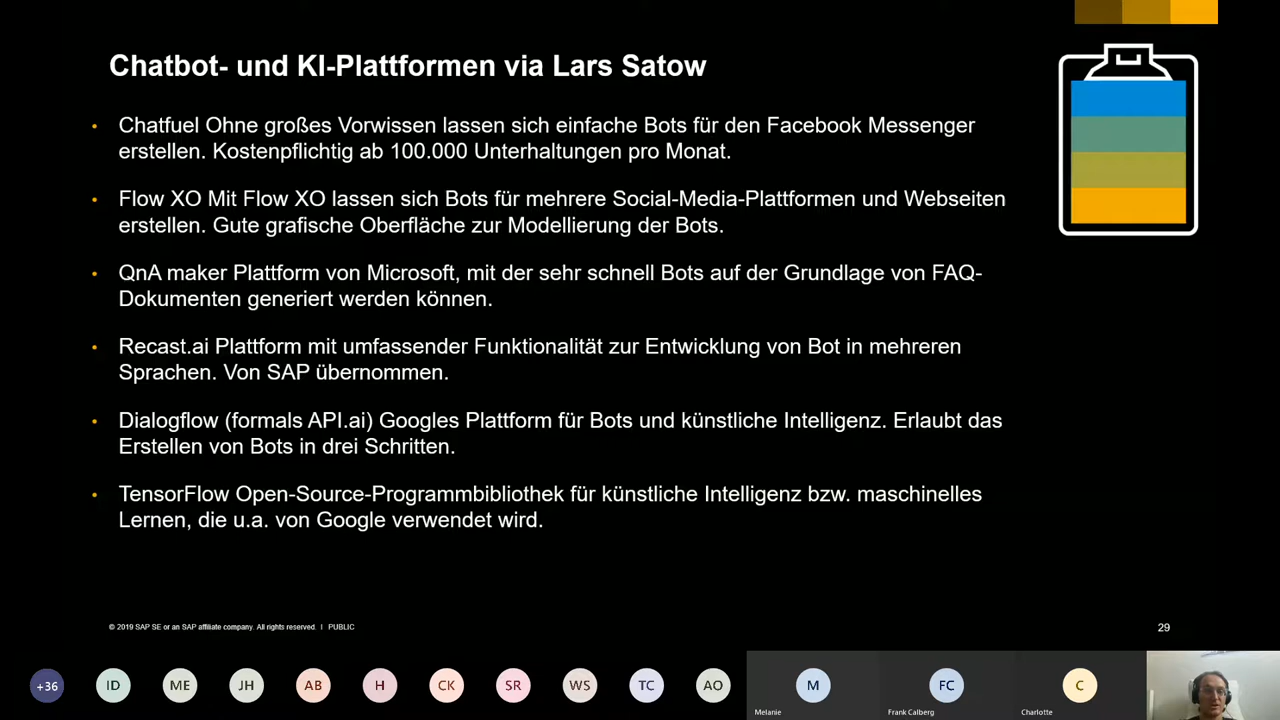 Chatbot- und KI-Plattformen via Lars Satow
• Chatfuel Ohne großes Vorwissen lassen sich einfache Bots für den Facebook Messenger
erstellen. Kostenpflichtig ab 100.000 Unterhaltungen pro Monat.
• Flow XO Mit Flow XO lassen sich Bots für mehrere Social-Media-Plattformen und Webseiten
erstellen. Gute grafische Oberfläche zur Modellierung der Bots.
• QnA maker Plattform von Microsoft, mit der sehr schnell Bots auf der Grundlage von FAQ-
Dokumenten generiert werden können.
• Recast.ai Plattform mit umfassender Funktionalität zur Entwicklung von Bot in mehreren
Sprachen. Von SAP übernommen.
• Dialogflow (formals API.ai) Googles Plattform für Bots und künstliche Intelligenz. Erlaubt das
Erstellen von Bots in drei Schritten.
• TensorFlow Open-Source-Programmbibliothek für künstliche Intelligenz bzw. maschinelles
Lernen, die u.a. von Google verwendet wird.
© 2019 SAP SE or an SAP affiliate company. All rights reserved. I PUBLIC
29
+36 ID ME JH AB H CK SR WS TC AO M FC C
Melanie Frank Calberg Charlotte